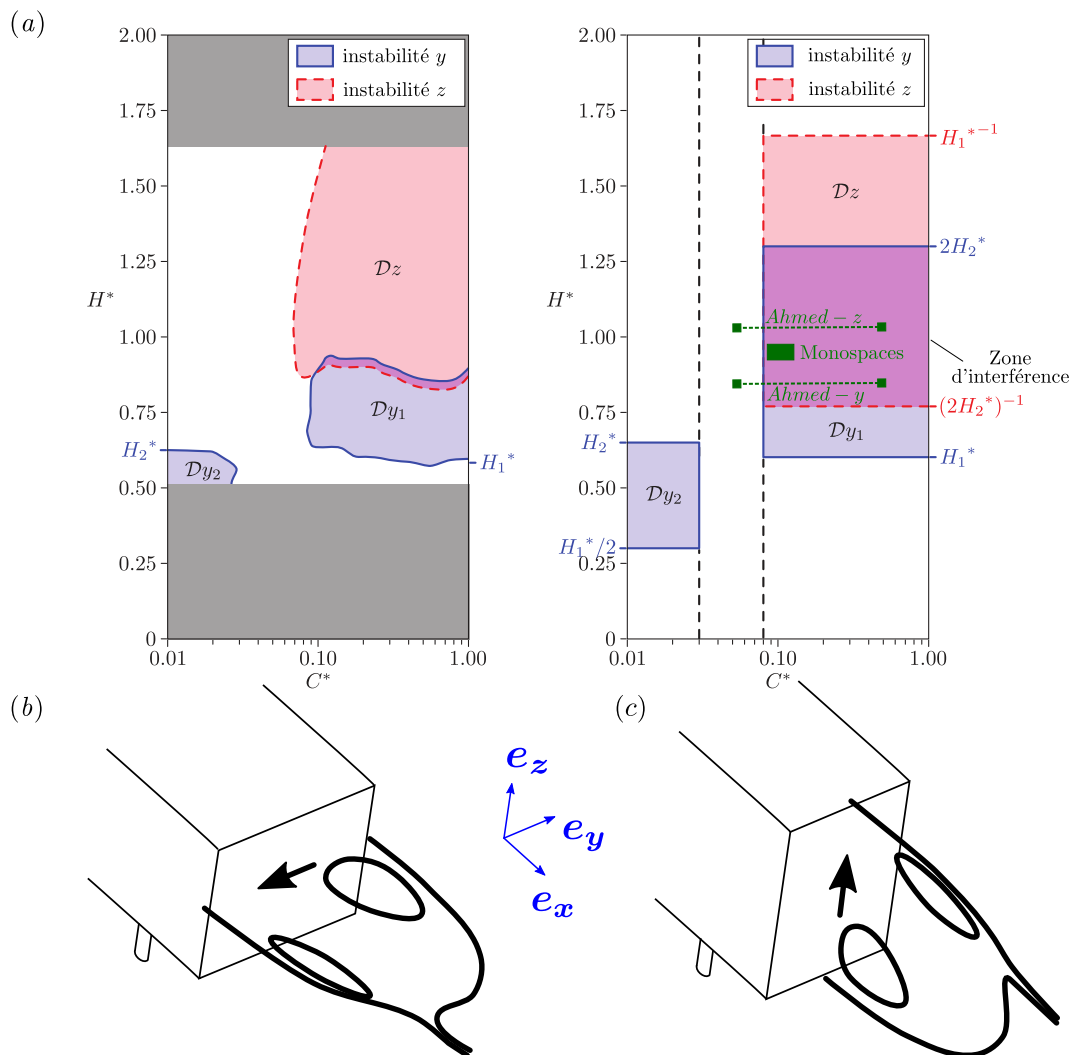 (a)
2.00
1.75
1.50
1.25
1.00
0.75
0.50
0.25
0
H*
instabilité y
instabilité z
𝒟z
𝒟y₁
𝒟y₂
H₂*
H₁*
0.01
0.10
1.00
C*
2.00
1.75
1.50
1.25
1.00
0.75
0.50
0.25
0
H*
instabilité y
instabilité z
H₁*⁻¹
𝒟z
2H₂*
Ahmed − z
Monospaces
Zone
d'interférence
Ahmed − y
(2H₂*)⁻¹
𝒟y₁
H₂*
H₁*
𝒟y₂
H₁*/2
0.01
0.10
1.00
C*
(b)
(c)
e_z
e_y
e_x